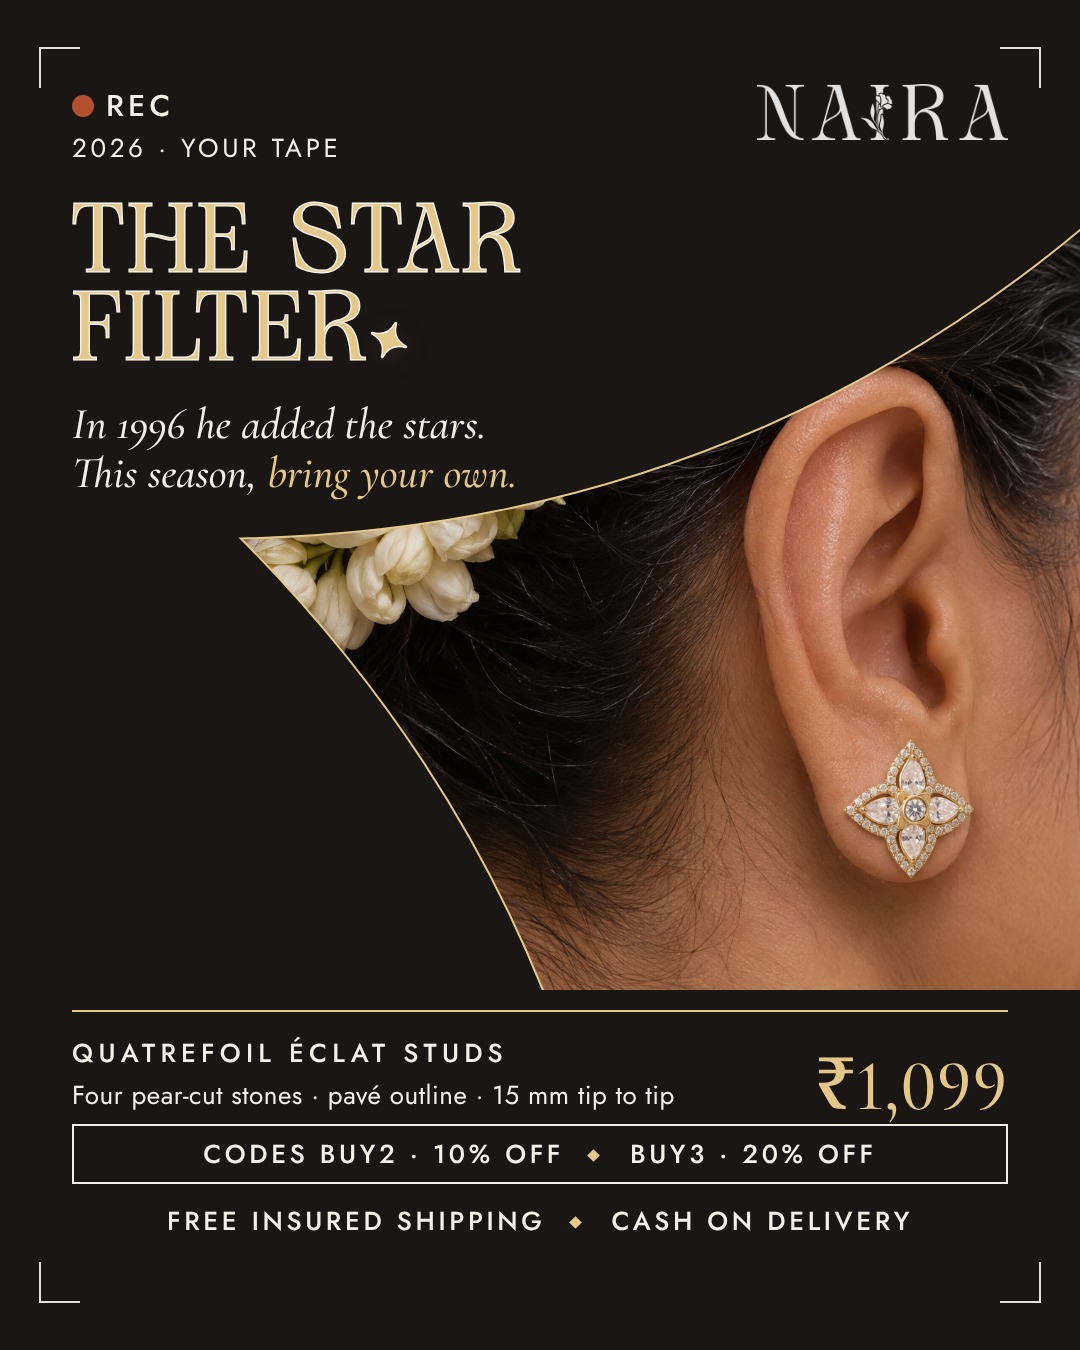 REC
2026 · YOUR TAPE
NAIRA
THE STAR
FILTER
In 1996 he added the stars.
This season, bring your own.
QUATREFOIL ÉCLAT STUDS
Four pear-cut stones · pavé outline · 15 mm tip to tip
₹1,099
CODES BUY2 · 10% OFF ◆ BUY3 · 20% OFF
FREE INSURED SHIPPING ◆ CASH ON DELIVERY